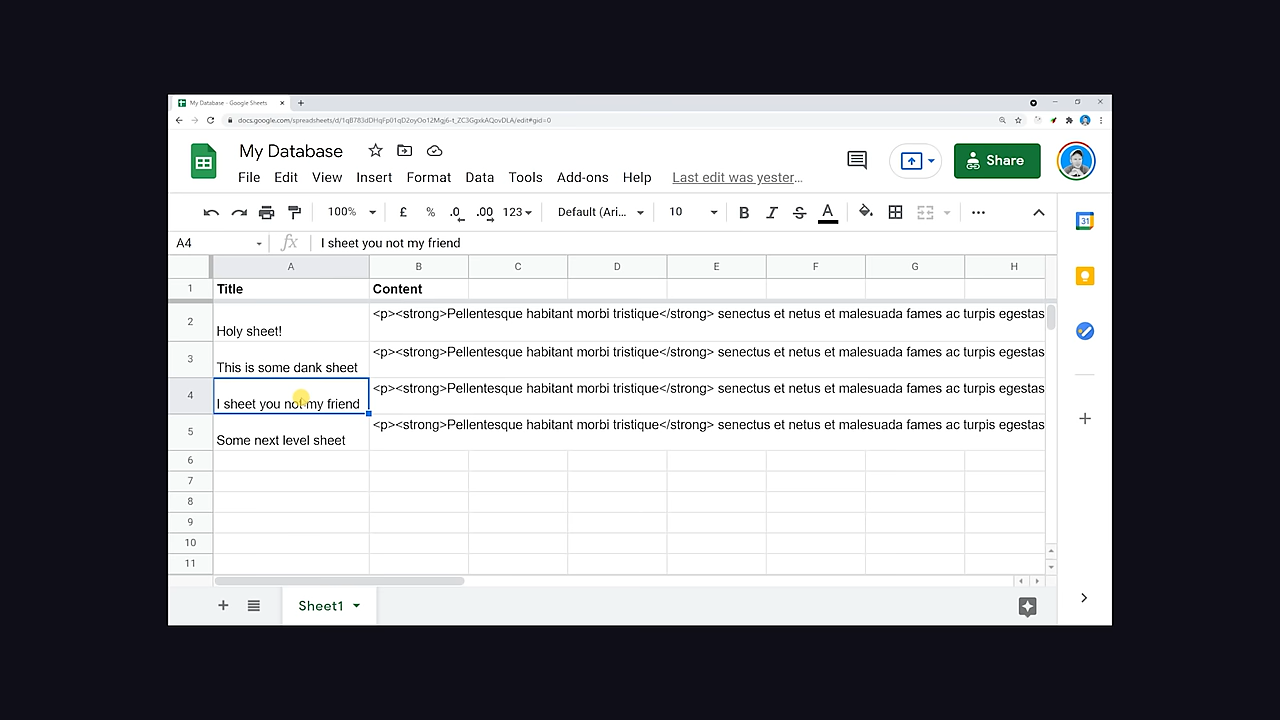 My Database - Google Sheets
docs.google.com/spreadsheets/d/
My Database
File Edit View Insert Format Data Tools Add-ons Help Last edit was yester...
Share
100% £ % .0 .00 123 Default (Ari... 10 B I S A
31
A4 fx I sheet you not my friend
A B C D E F G H
1 Title Content
2 Holy sheet! <p><strong>Pellentesque habitant morbi tristique</strong> senectus et netus et malesuada fames ac turpis egestas
3 This is some dank sheet <p><strong>Pellentesque habitant morbi tristique</strong> senectus et netus et malesuada fames ac turpis egestas
4 I sheet you not my friend <p><strong>Pellentesque habitant morbi tristique</strong> senectus et netus et malesuada fames ac turpis egestas
5 Some next level sheet <p><strong>Pellentesque habitant morbi tristique</strong> senectus et netus et malesuada fames ac turpis egestas
6
7
8
9
10
11
Sheet1